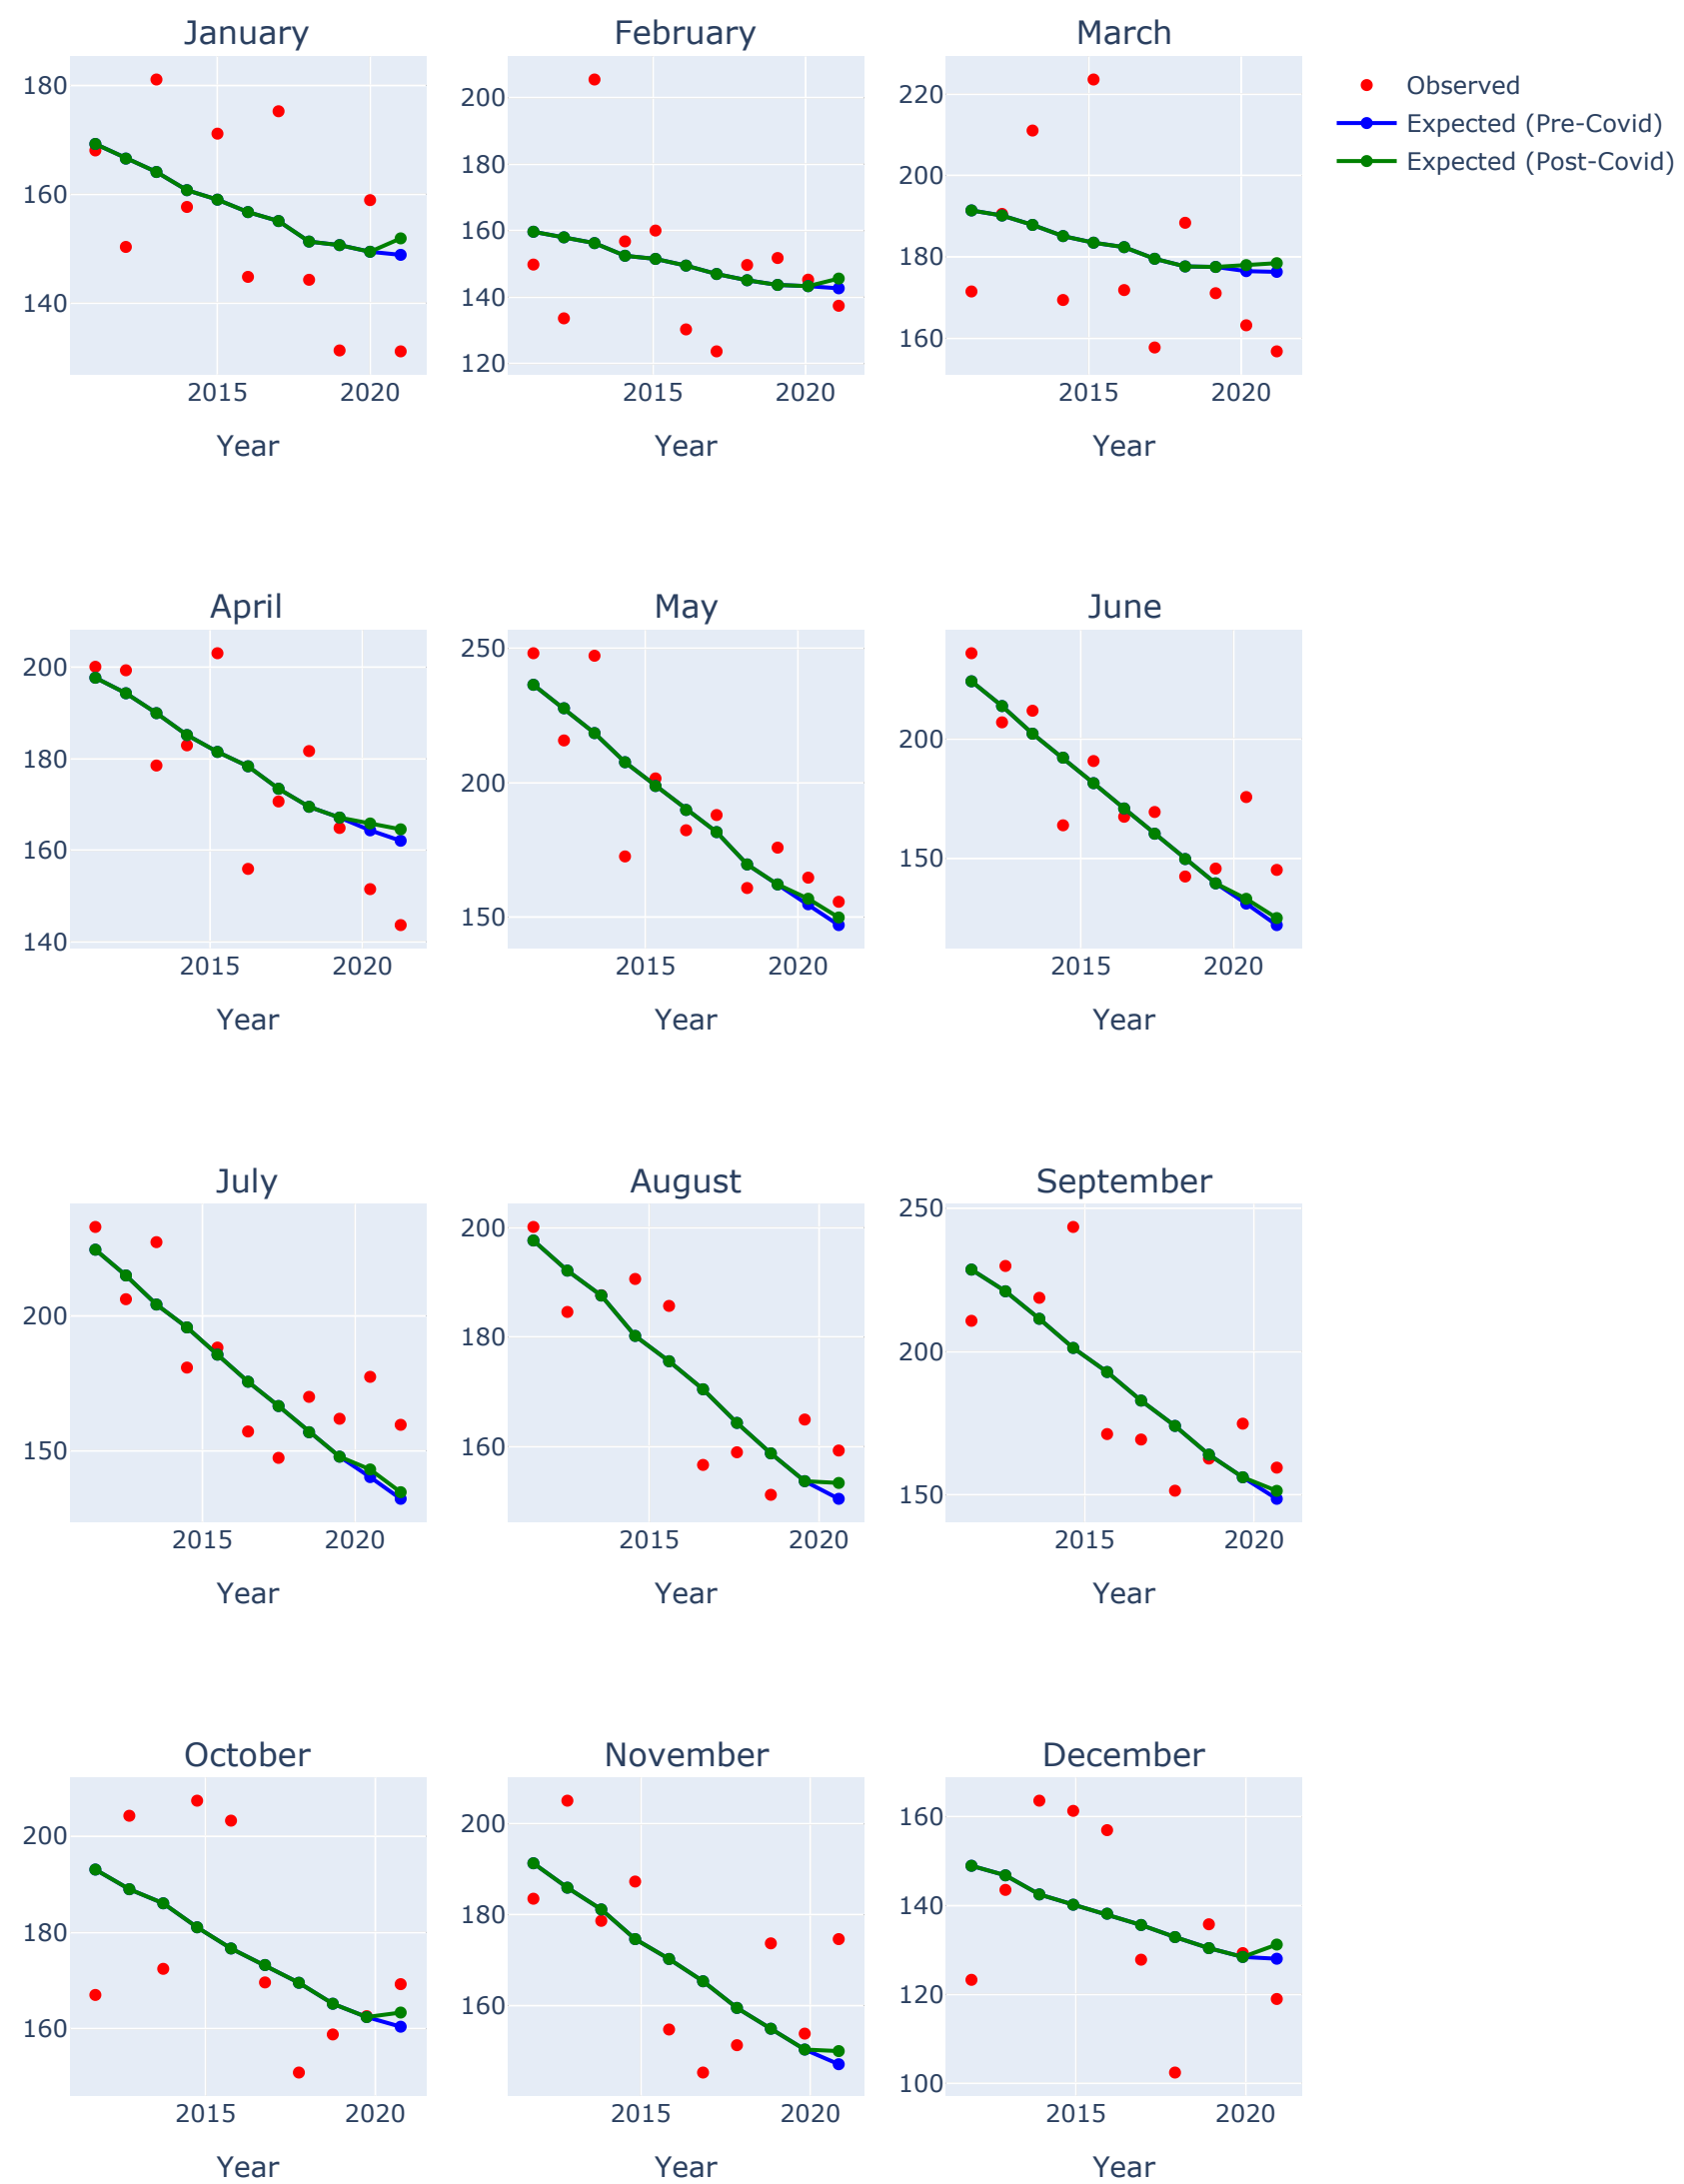 January
February
March
180
160
140
2015
2020
Year
200
180
160
140
120
2015
2020
Year
220
200
180
160
2015
2020
Year
Observed
Expected (Pre-Covid)
Expected (Post-Covid)
April
May
June
200
180
160
140
2015
2020
Year
250
200
150
2015
2020
Year
200
150
2015
2020
Year
July
August
September
200
150
2015
2020
Year
200
180
160
2015
2020
Year
250
200
150
2015
2020
Year
October
November
December
200
180
160
2015
2020
Year
200
180
160
2015
2020
Year
160
140
120
100
2015
2020
Year